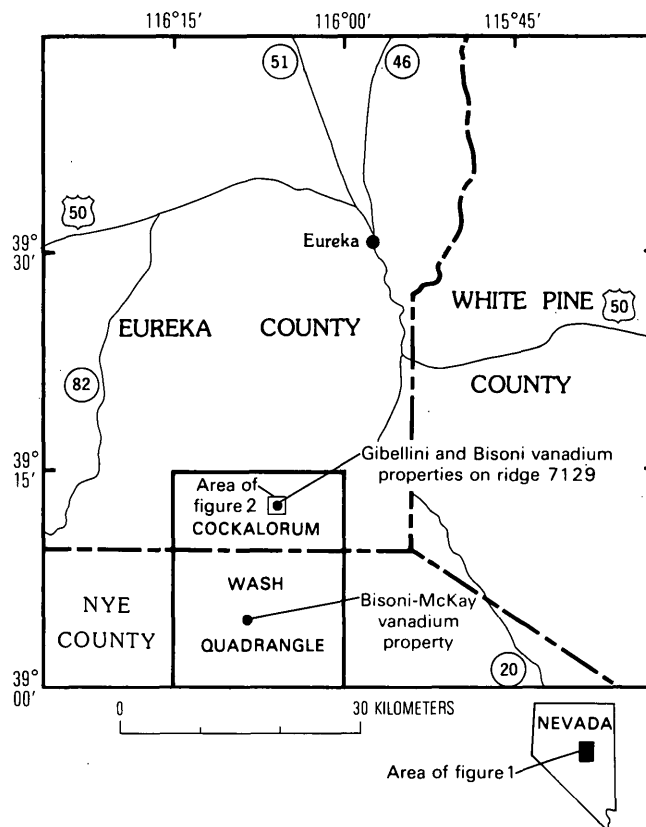 116°15' 116°00' 115°45'
51 46
50
39°
30'
Eureka
WHITE PINE 50
EUREKA COUNTY
COUNTY
82
39°
15'
Gibellini and Bisoni vanadium
properties on ridge 7129
Area of
figure 2
COCKALORUM
WASH
NYE
COUNTY
Bisoni-McKay
vanadium
property
QUADRANGLE
39°
00'
20
0 30 KILOMETERS
NEVADA
Area of figure 1